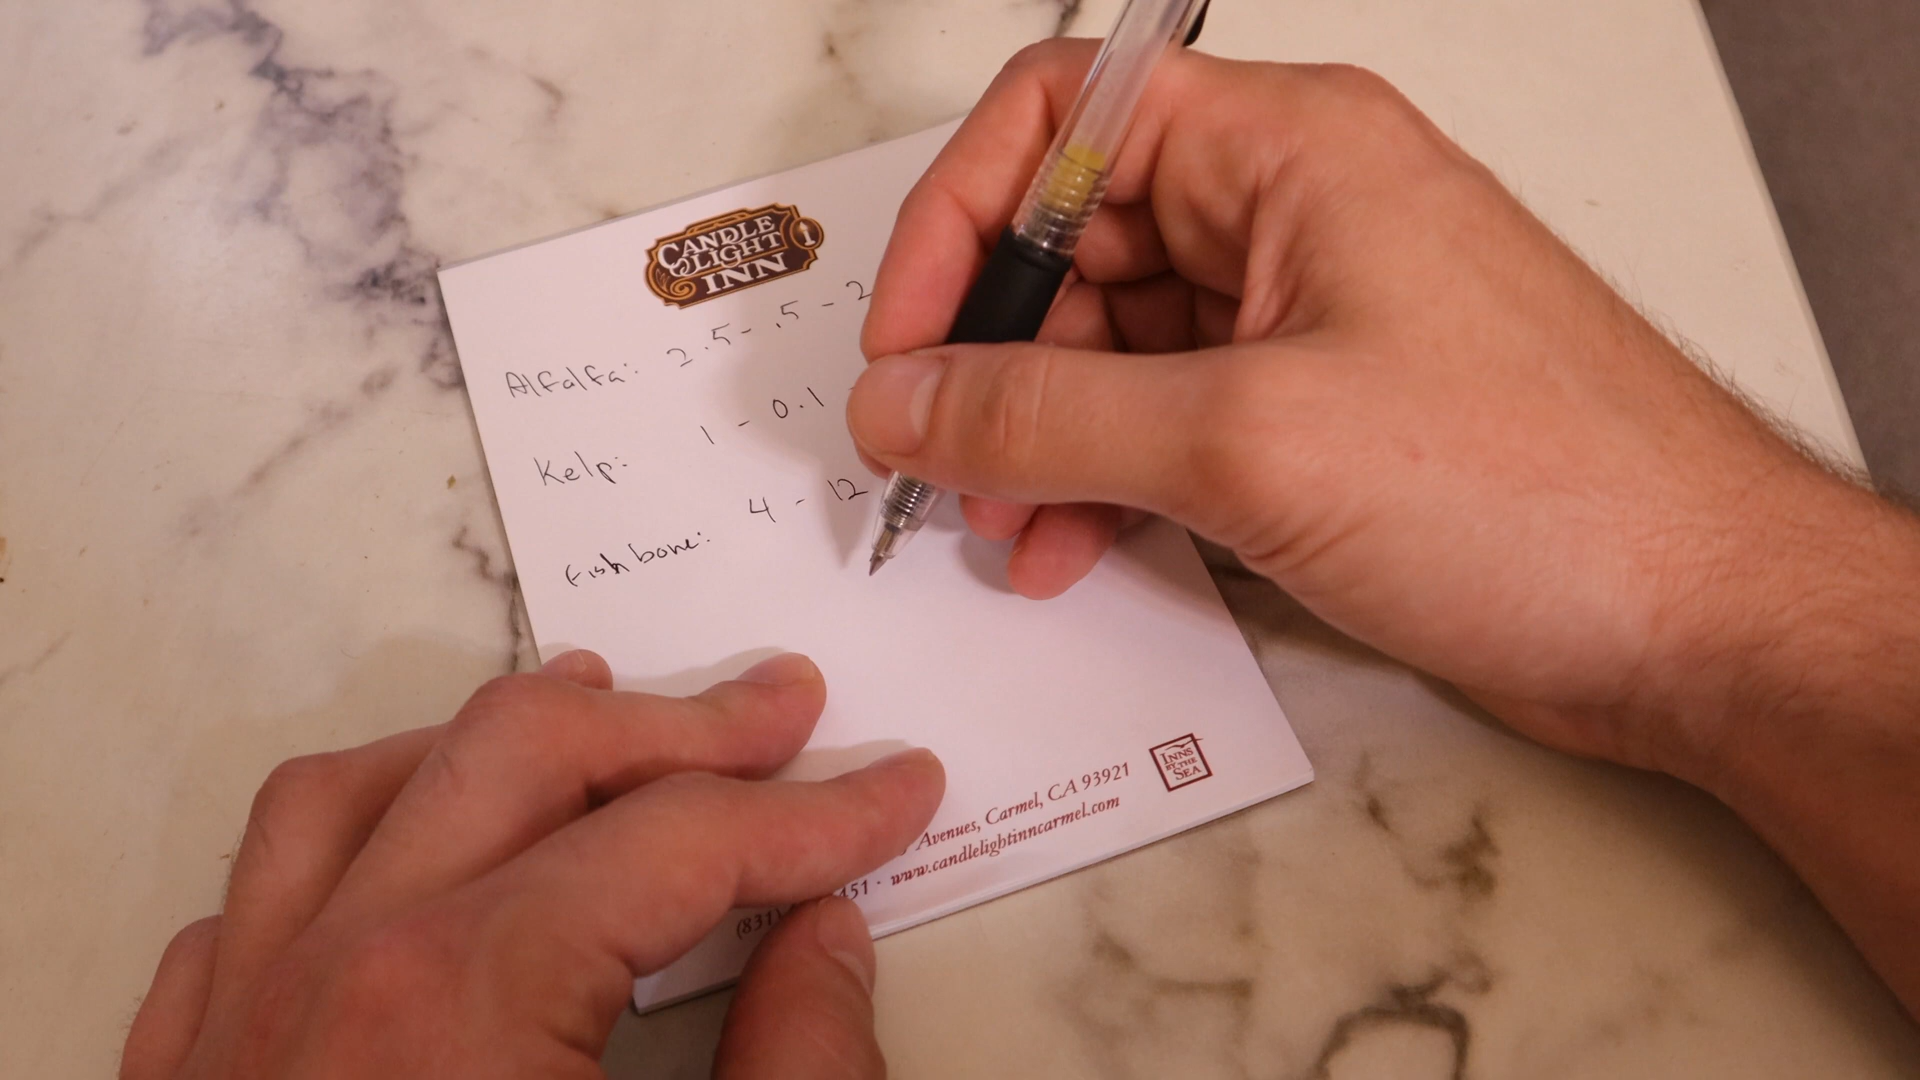 CANDLE
LIGHT
INN
Alfalfa: 2.5 - .5 - 2
Kelp: 1 - 0.1
Fish bone: 4 - 12
INNS
BY THE
SEA
Avenues, Carmel, CA 93921
(831) 451 · www.candlelightinncarmel.com